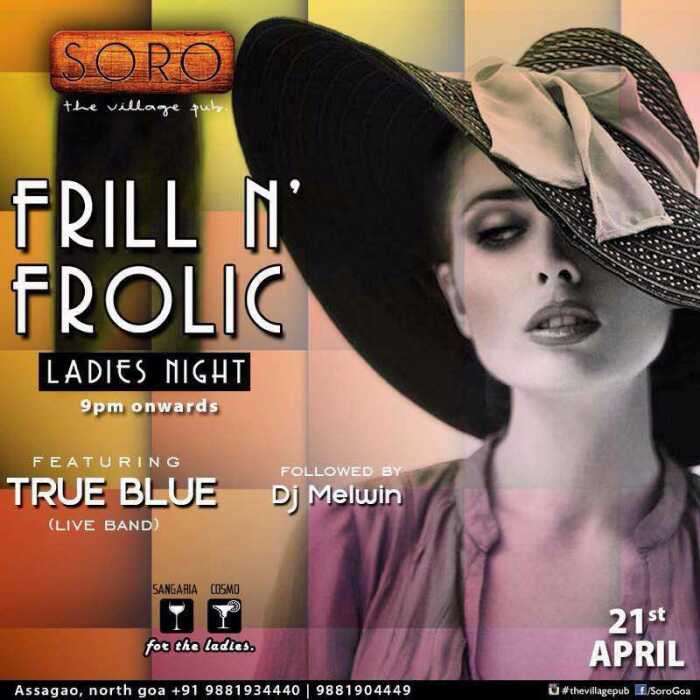 SORO
the village pub.
FRILL N'
FROLIC
LADIES NIGHT
9pm onwards
FEATURING
TRUE BLUE
(LIVE BAND)
FOLLOWED BY
Dj Melwin
SANGARIA COSMO
for the ladies.
21st
APRIL
Assagao, north goa +91 9881934440 | 9881904449
#thevillagepub f/SoroGoa